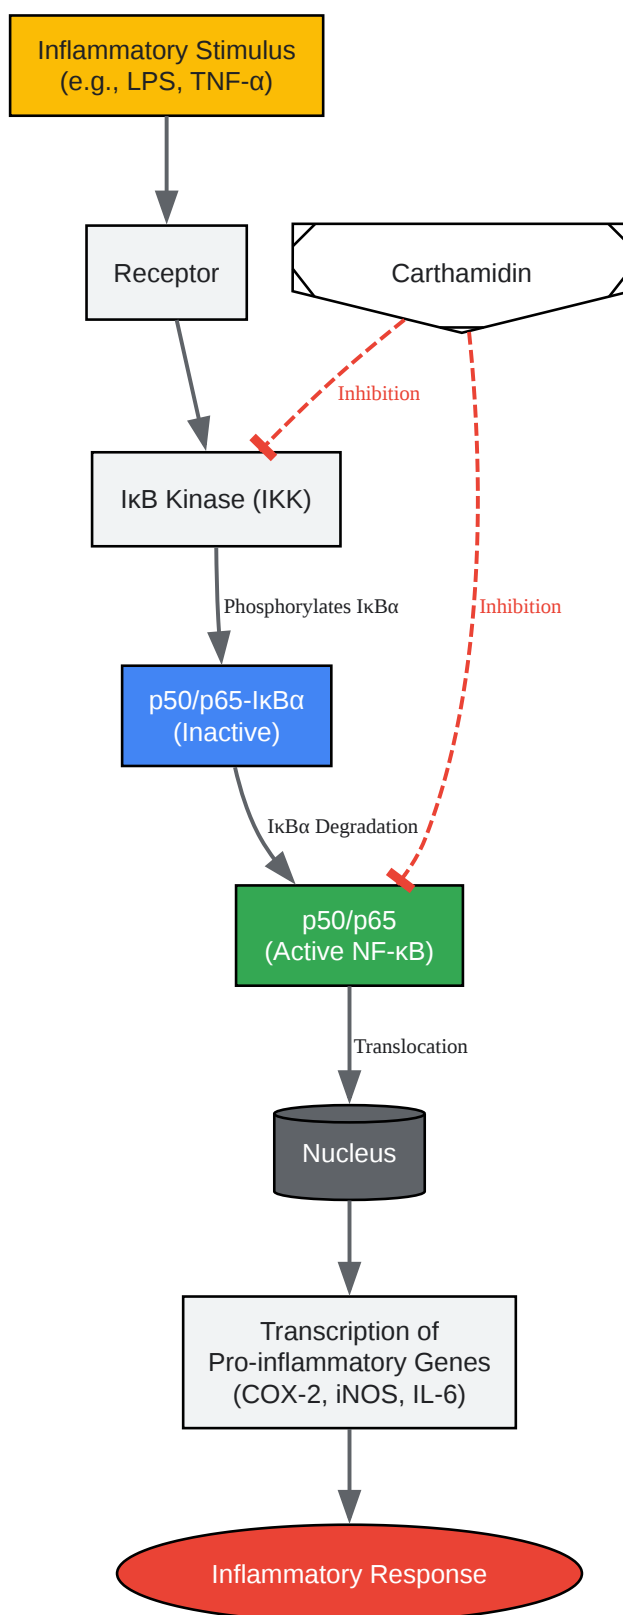 Inflammatory Stimulus
(e.g., LPS, TNF-α)
Receptor
Carthamidin
Inhibition
IκB Kinase (IKK)
Phosphorylates IκBα
Inhibition
p50/p65-IκBα
(Inactive)
IκBα Degradation
p50/p65
(Active NF-κB)
Translocation
Nucleus
Transcription of
Pro-inflammatory Genes
(COX-2, iNOS, IL-6)
Inflammatory Response